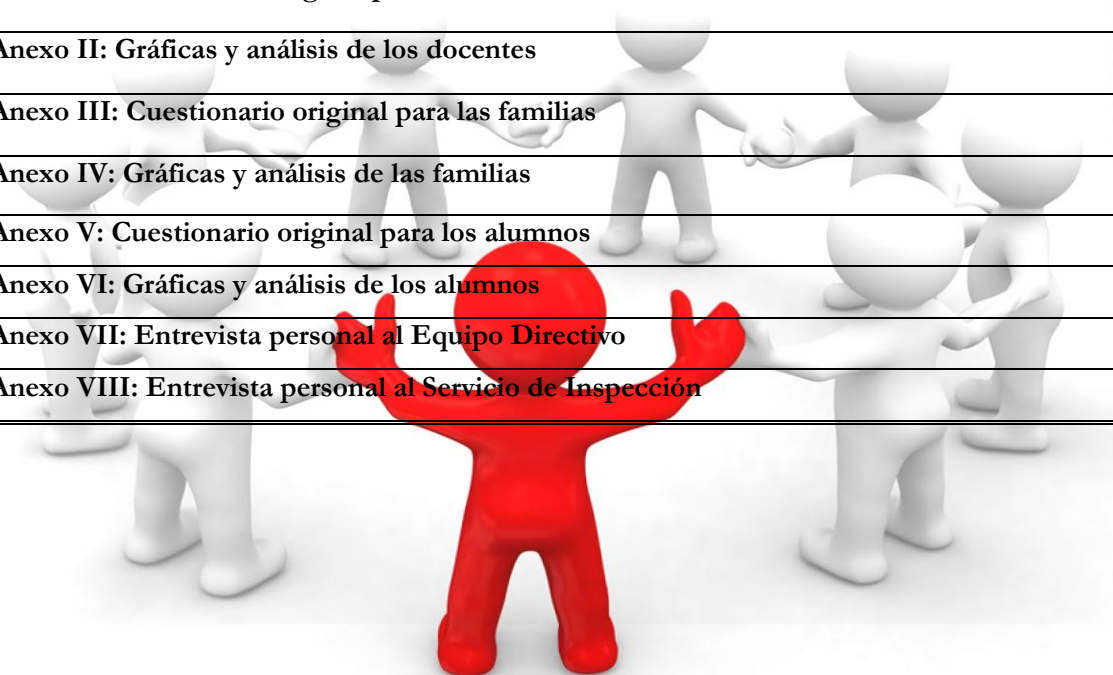 Anexo II: Gráficas y análisis de los docentes
Anexo III: Cuestionario original para las familias
Anexo IV: Gráficas y análisis de las familias
Anexo V: Cuestionario original para los alumnos
Anexo VI: Gráficas y análisis de los alumnos
Anexo VII: Entrevista personal al Equipo Directivo
Anexo VIII: Entrevista personal al Servicio de Inspección